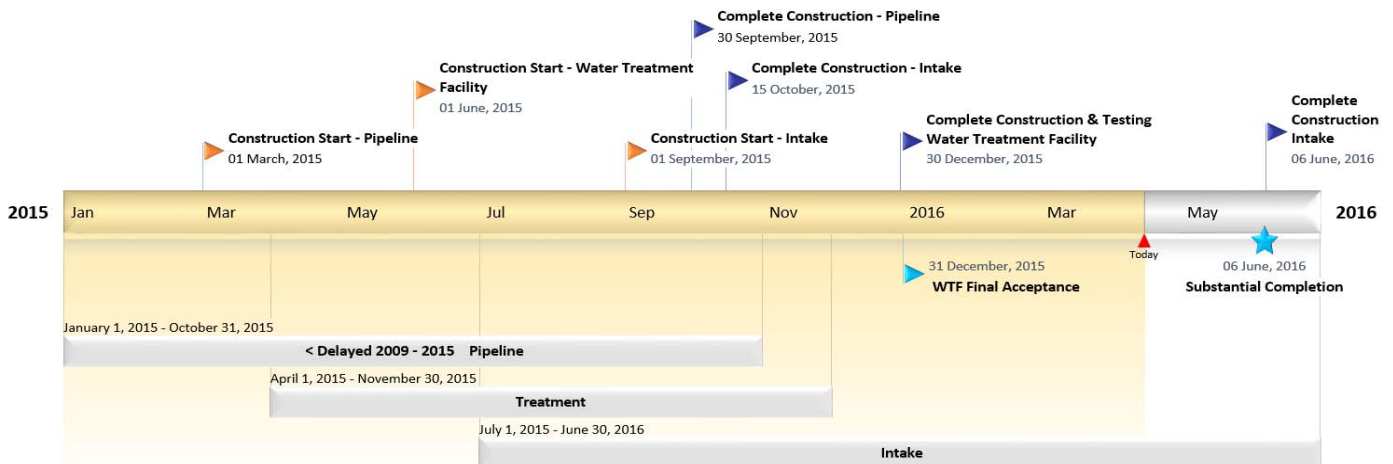 Complete Construction - Pipeline
30 September, 2015
Construction Start - Water Treatment
Facility
01 June, 2015
Complete Construction - Intake
15 October, 2015
Complete
Construction
Intake
06 June, 2016
Construction Start - Pipeline
01 March, 2015
Construction Start - Intake
01 September, 2015
Complete Construction & Testing
Water Treatment Facility
30 December, 2015
2015 Jan Mar May Jul Sep Nov 2016 Mar May 2016
Today
31 December, 2015
WTF Final Acceptance
06 June, 2016
Substantial Completion
January 1, 2015 - October 31, 2015
< Delayed 2009 - 2015 Pipeline
April 1, 2015 - November 30, 2015
Treatment
July 1, 2015 - June 30, 2016
Intake